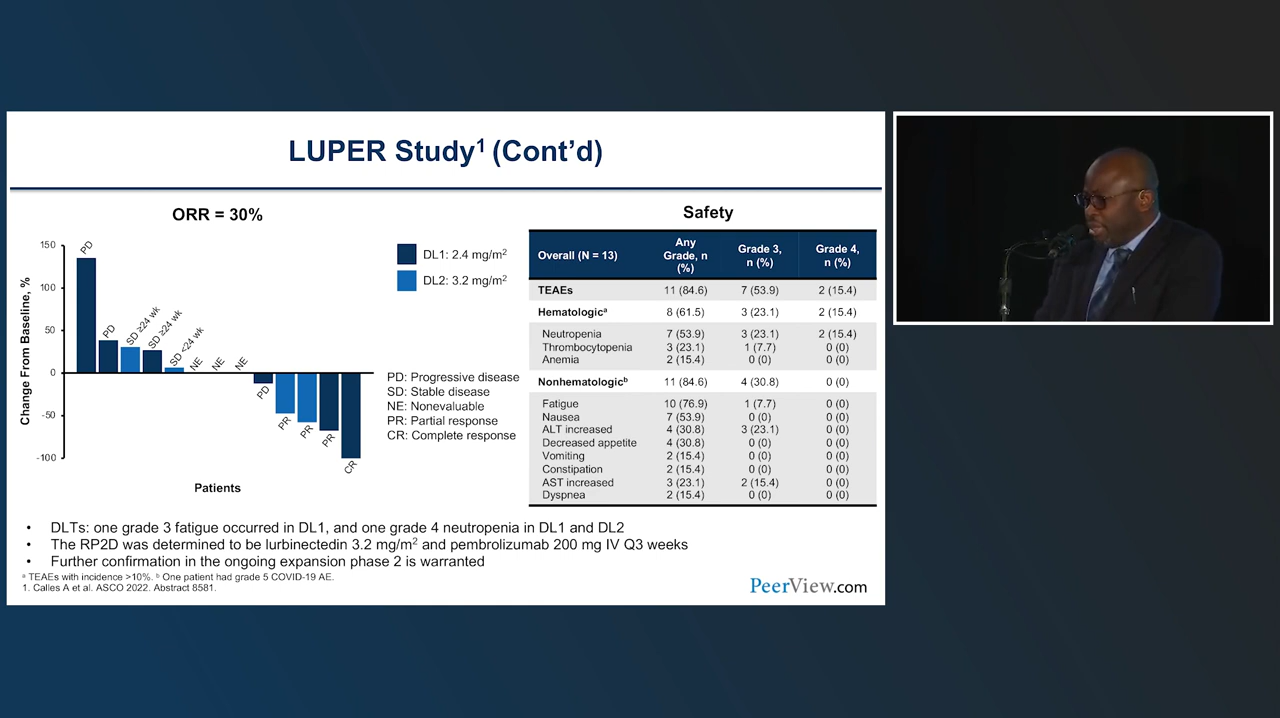 LUPER Study1 (Cont'd)
ORR = 30%
Change From Baseline, %
150
100
50
0
-50
-100
PD
PD
SD ≥24 wk
SD ≥24 wk
SD <24 wk
NE
NE
NE
PD
PR
PR
PR
CR
Patients
DL1: 2.4 mg/m2
DL2: 3.2 mg/m2
PD: Progressive disease
SD: Stable disease
NE: Nonevaluable
PR: Partial response
CR: Complete response
Safety
Overall (N = 13) Any Grade, n (%) Grade 3, n (%) Grade 4, n (%)
TEAEs 11 (84.6) 7 (53.9) 2 (15.4)
Hematologica 8 (61.5) 3 (23.1) 2 (15.4)
Neutropenia 7 (53.9) 3 (23.1) 2 (15.4)
Thrombocytopenia 3 (23.1) 1 (7.7) 0 (0)
Anemia 2 (15.4) 0 (0) 0 (0)
Nonhematologicb 11 (84.6) 4 (30.8) 0 (0)
Fatigue 10 (76.9) 1 (7.7) 0 (0)
Nausea 7 (53.9) 0 (0) 0 (0)
ALT increased 4 (30.8) 3 (23.1) 0 (0)
Decreased appetite 4 (30.8) 0 (0) 0 (0)
Vomiting 2 (15.4) 0 (0) 0 (0)
Constipation 2 (15.4) 0 (0) 0 (0)
AST increased 3 (23.1) 2 (15.4) 0 (0)
Dyspnea 2 (15.4) 0 (0) 0 (0)
• DLTs: one grade 3 fatigue occurred in DL1, and one grade 4 neutropenia in DL1 and DL2
• The RP2D was determined to be lurbinectedin 3.2 mg/m2 and pembrolizumab 200 mg IV Q3 weeks
• Further confirmation in the ongoing expansion phase 2 is warranted
a TEAEs with incidence >10%. b One patient had grade 5 COVID-19 AE.
1. Calles A et al. ASCO 2022. Abstract 8581.
PeerView.com